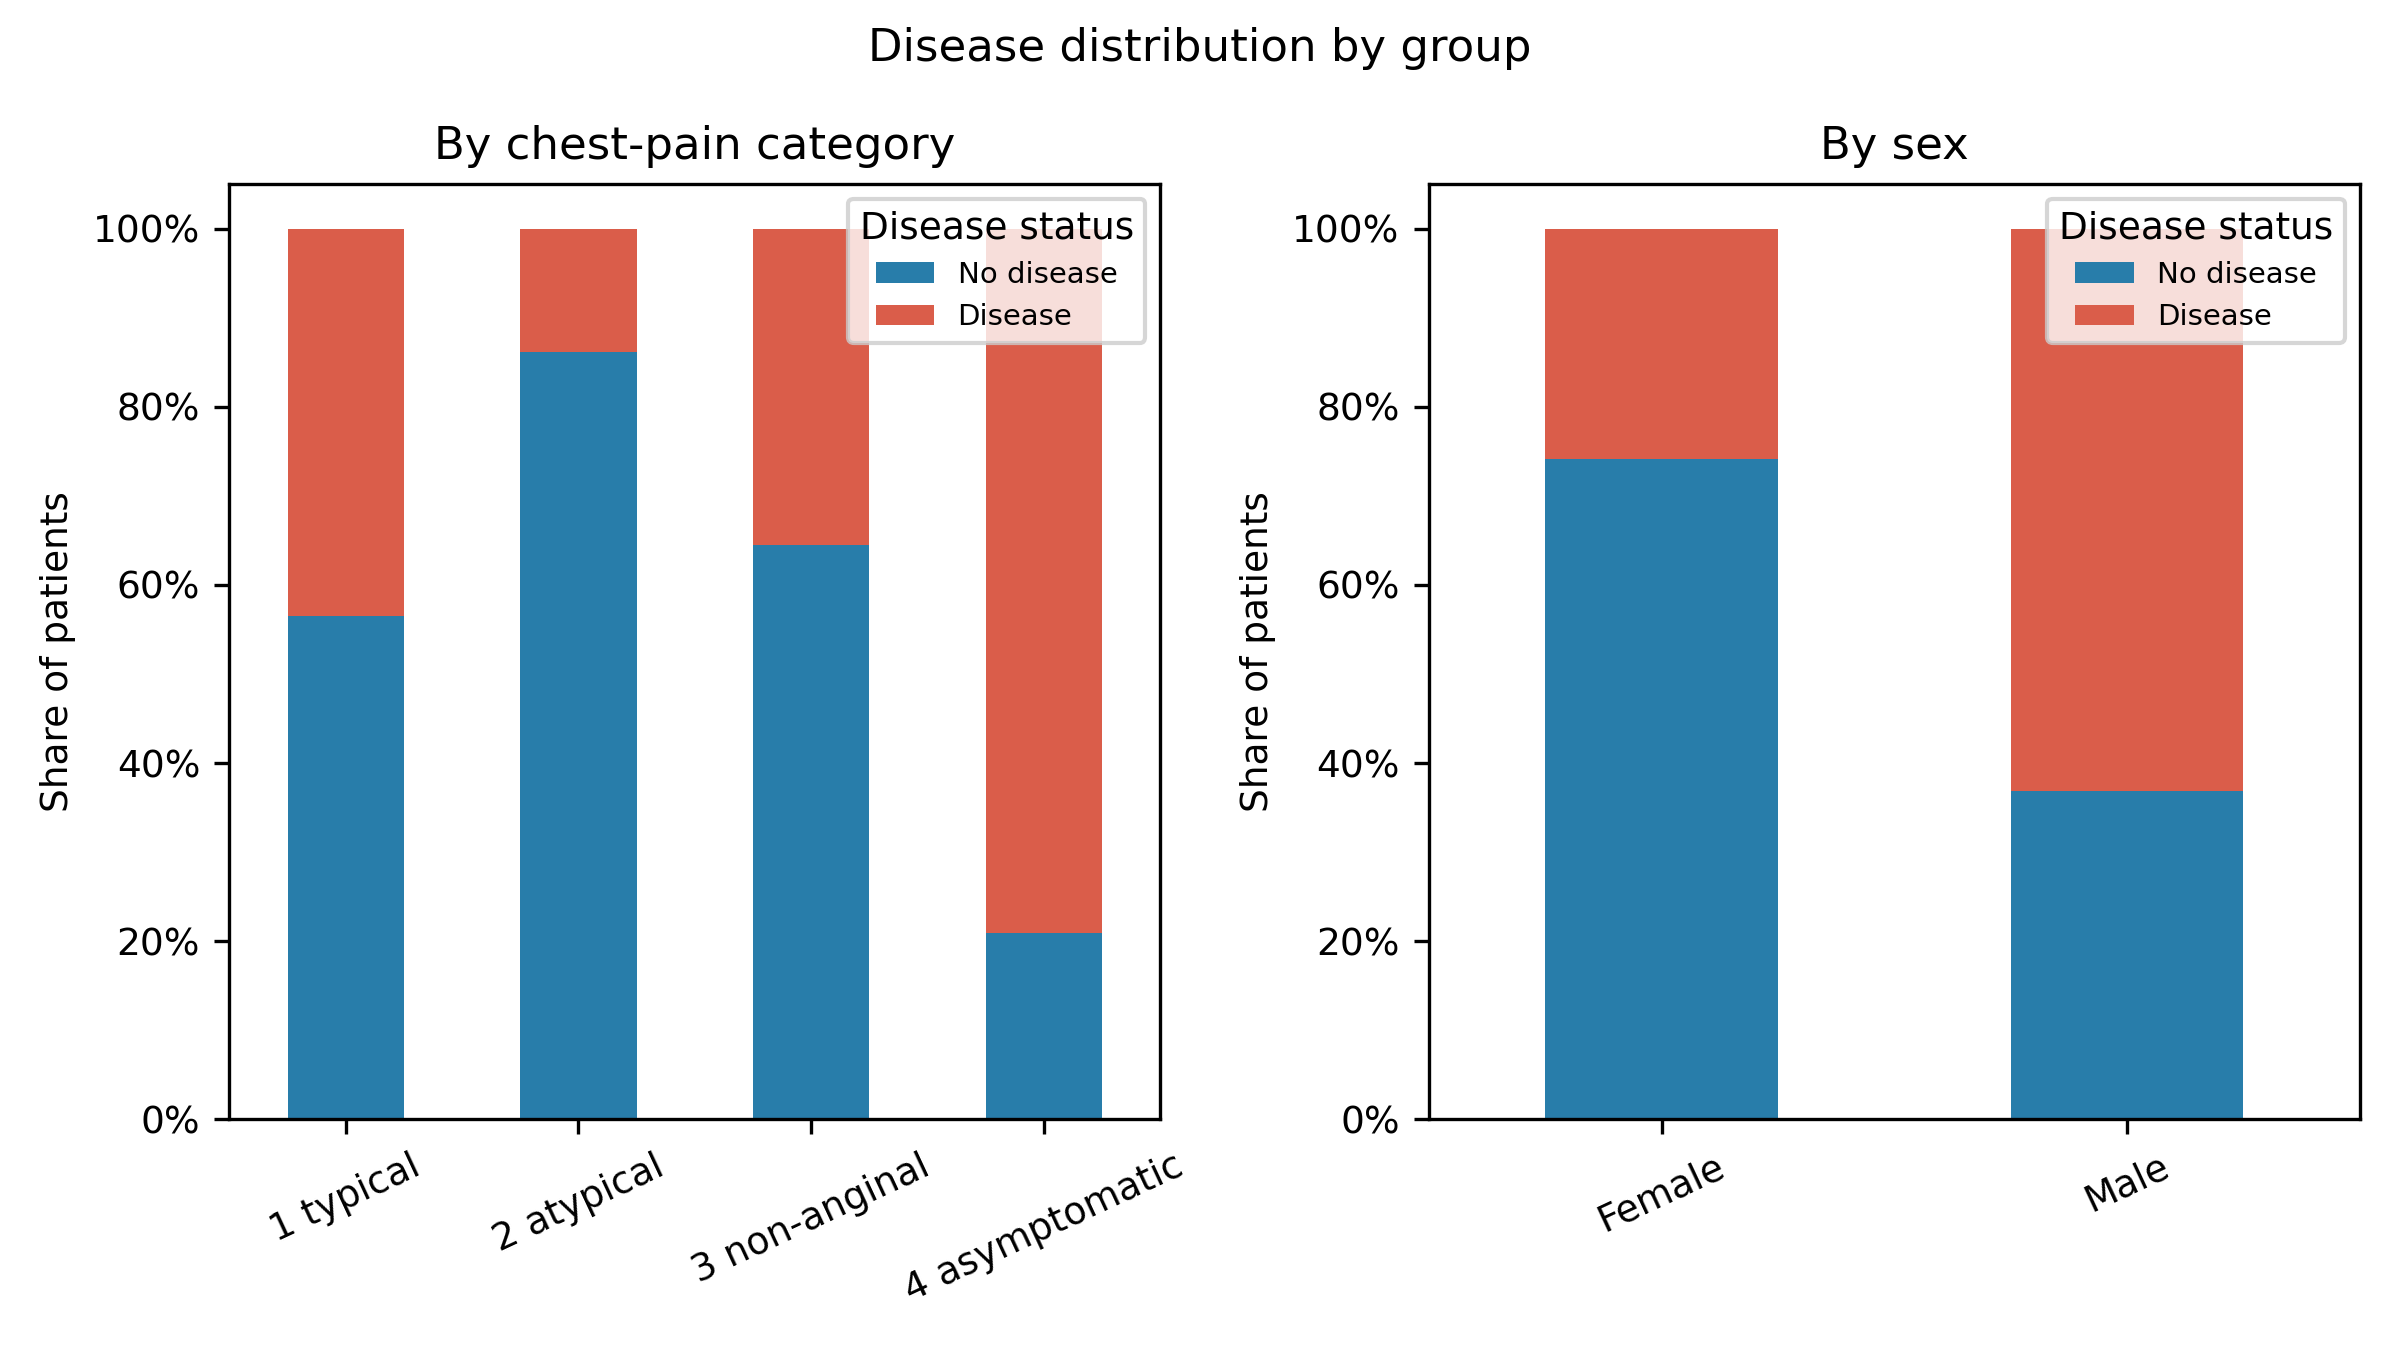 Disease distribution by group
By chest-pain category
Disease status
No disease
Disease
100%
80%
60%
40%
20%
0%
Share of patients
1 typical
2 atypical
3 non-anginal
4 asymptomatic
By sex
Disease status
No disease
Disease
100%
80%
60%
40%
20%
0%
Share of patients
Female
Male